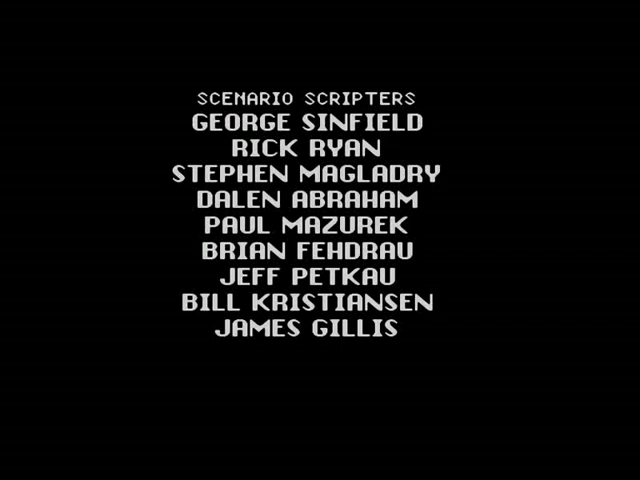 SCENARIO SCRIPTERS
GEORGE SINFIELD
RICK RYAN
STEPHEN MAGLADRY
DALEN ABRAHAM
PAUL MAZUREK
BRIAN FEHDRAU
JEFF PETKAU
BILL KRISTIANSEN
JAMES GILLIS